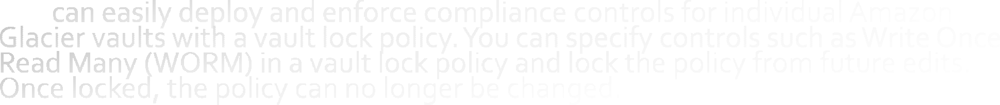 can easily deploy and enforce compliance controls for individual Amazon
Glacier vaults with a vault lock policy. You can specify controls such as Write Once
Read Many (WORM) in a vault lock policy and lock the policy from future edits.
Once locked, the policy can no longer be changed.